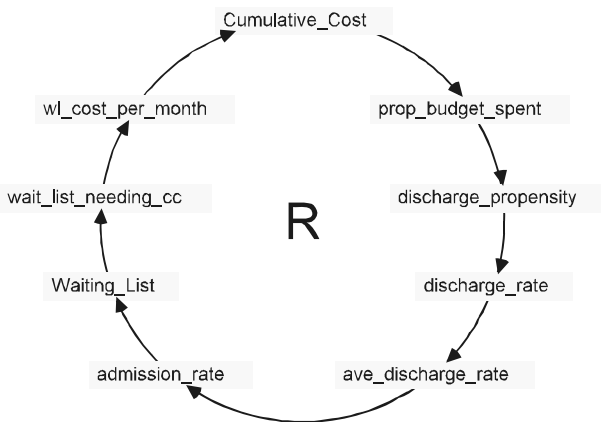 Cumulative_Cost
wl_cost_per_month
prop_budget_spent
wait_list_needing_cc
discharge_propensity
R
Waiting_List
discharge_rate
admission_rate
ave_discharge_rate